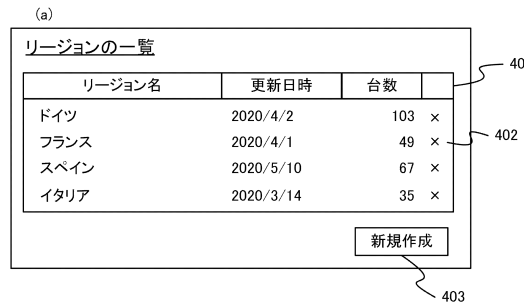 (a)
リージョンの一覧
リージョン名 更新日時 台数
ドイツ 2020/4/2 103 ×
フランス 2020/4/1 49 ×
スペイン 2020/5/10 67 ×
イタリア 2020/3/14 35 ×
新規作成
40
402
403